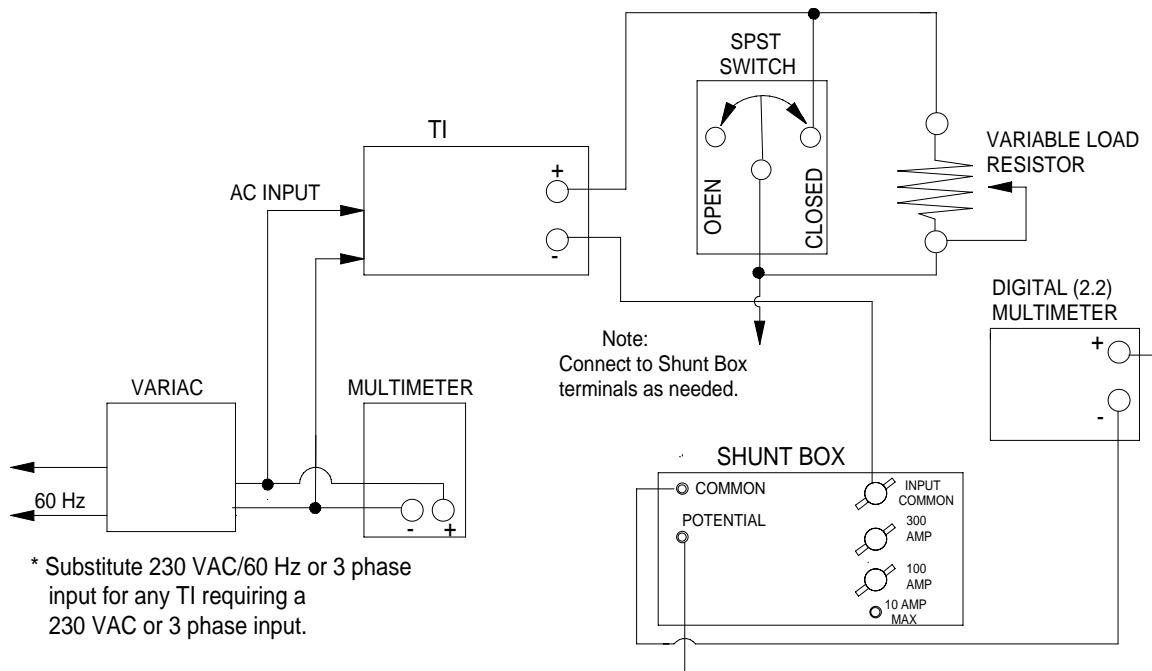 SPST
SWITCH
TI
+
-
OPEN
CLOSED
VARIABLE LOAD
RESISTOR
AC INPUT
DIGITAL (2.2)
MULTIMETER
+
-
Note:
Connect to Shunt Box
terminals as needed.
VARIAC
MULTIMETER
60 Hz
-
+
SHUNT BOX
COMMON
POTENTIAL
INPUT
COMMON
300
AMP
100
AMP
10 AMP
MAX
* Substitute 230 VAC/60 Hz or 3 phase
input for any TI requiring a
230 VAC or 3 phase input.